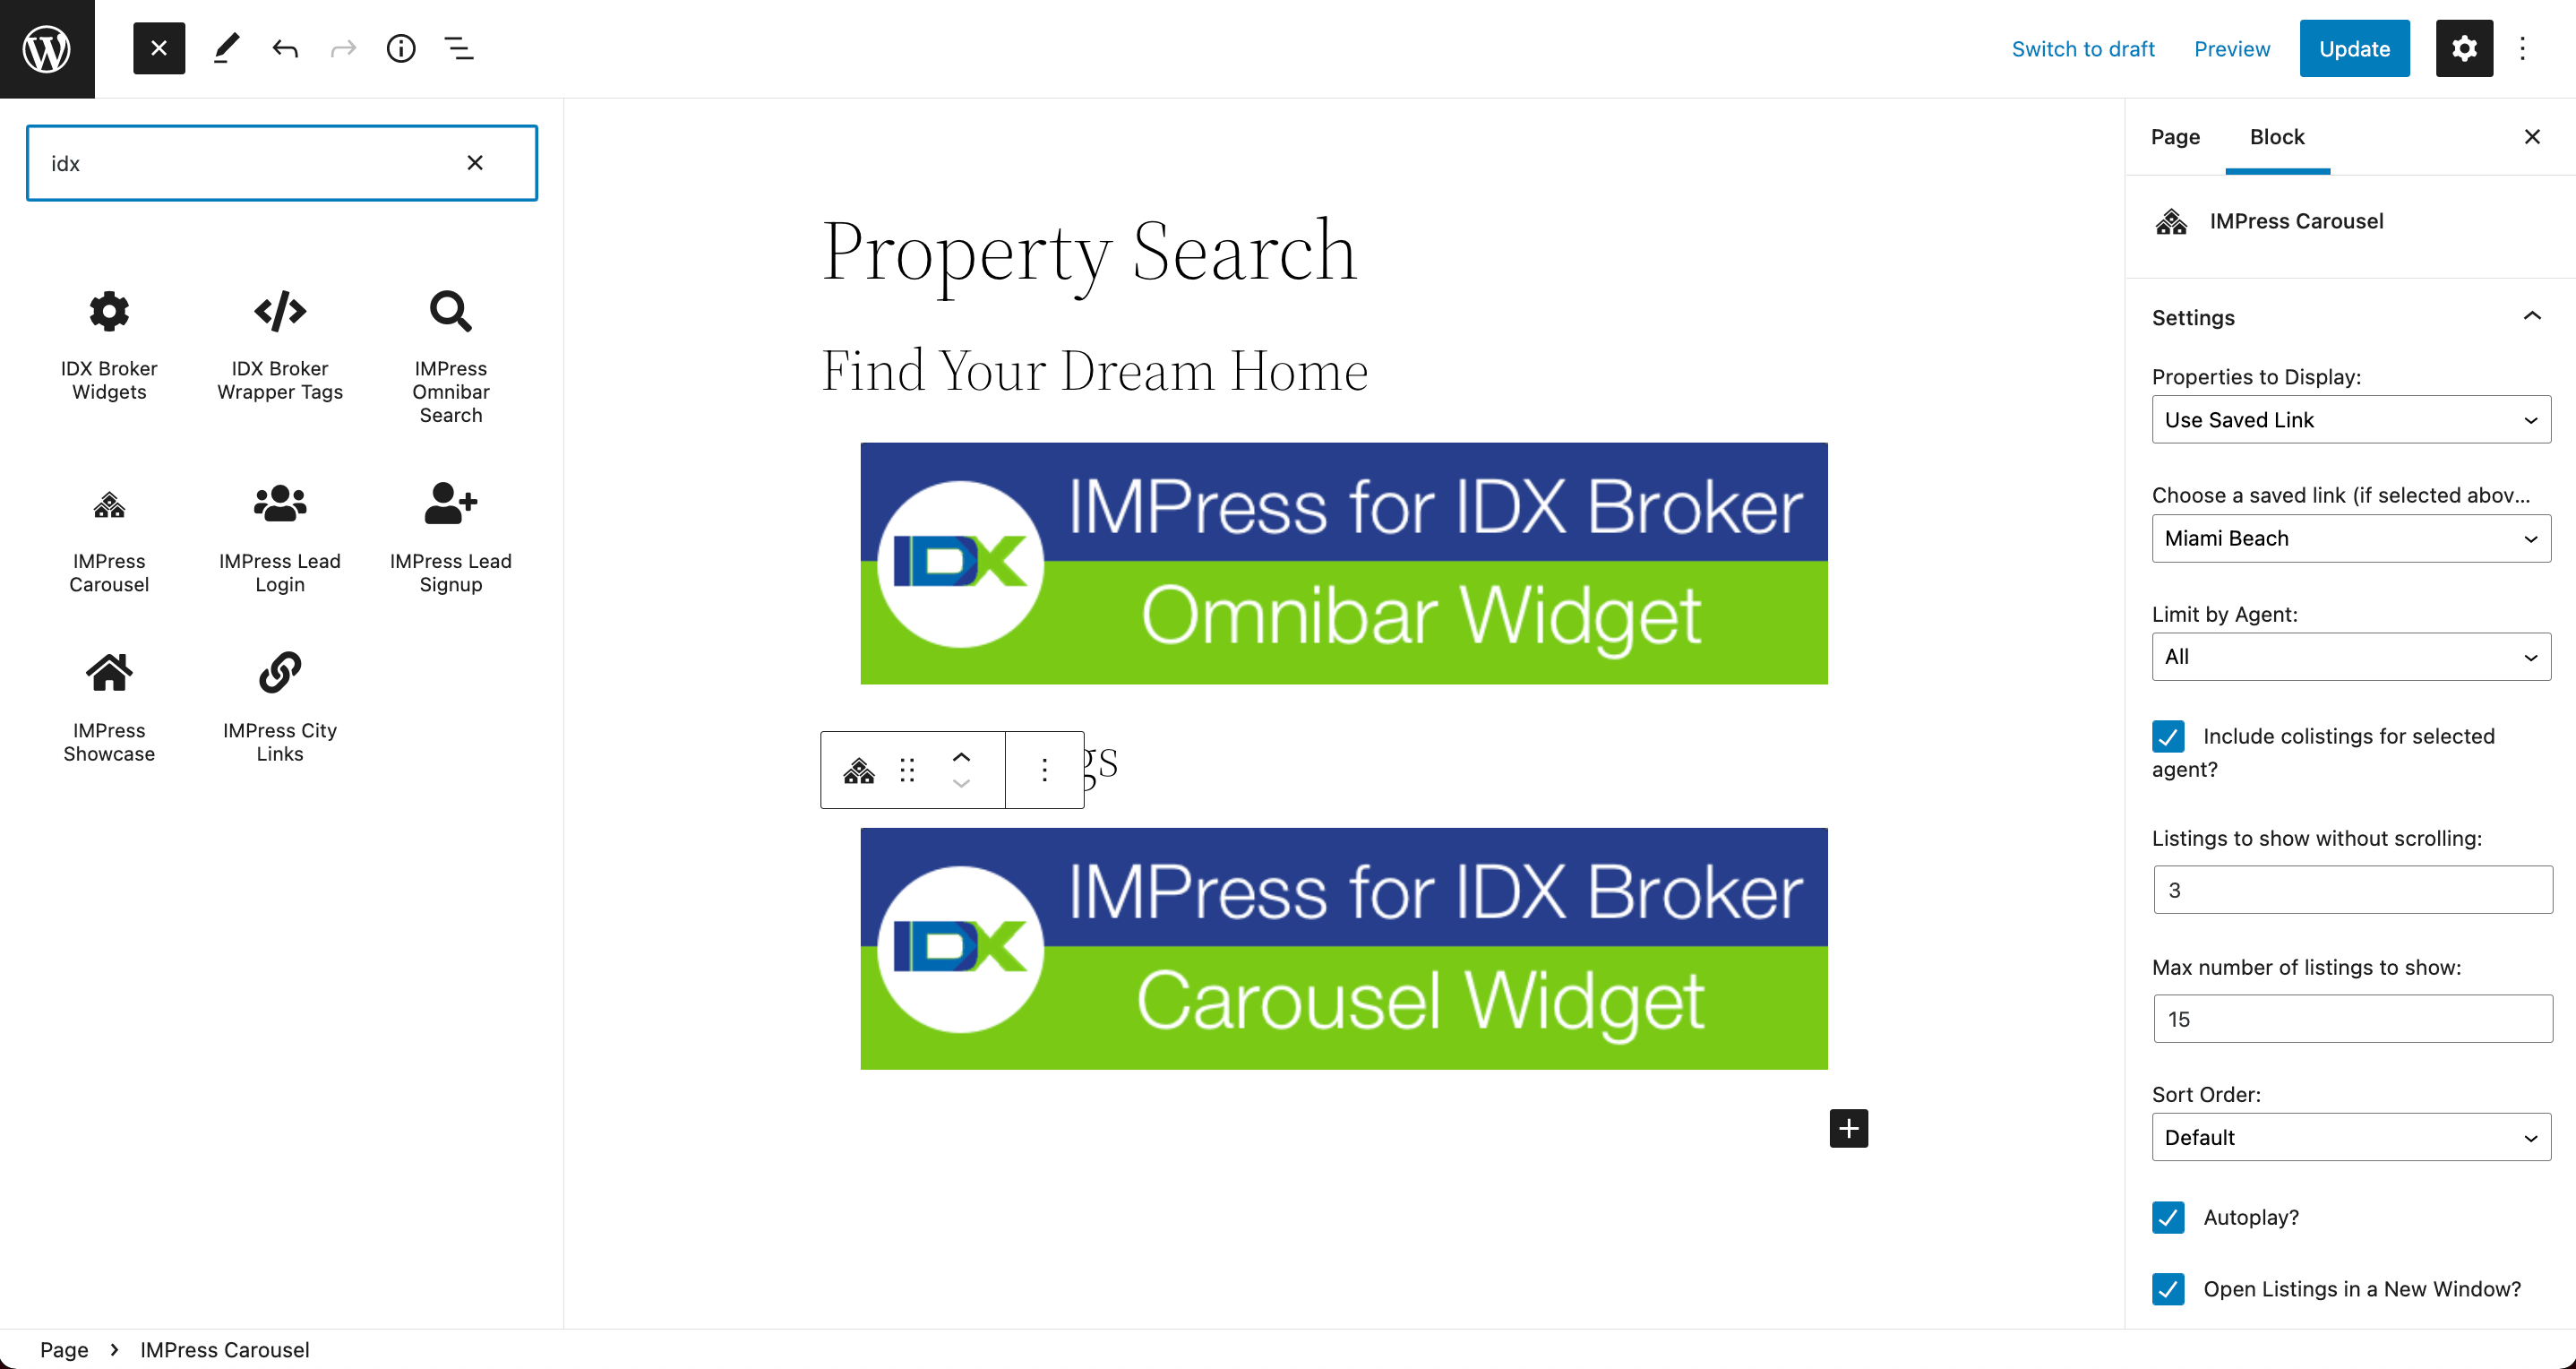 Switch to draft
Preview
Update
idx
IDX Broker
Widgets
IDX Broker
Wrapper Tags
IMPress
Omnibar
Search
IMPress
Carousel
IMPress Lead
Login
IMPress Lead
Signup
IMPress
Showcase
IMPress City
Links
Property Search
Find Your Dream Home
IDX
IMPress for IDX Broker
Omnibar Widget
gs
IDX
IMPress for IDX Broker
Carousel Widget
Page
Block
IMPress Carousel
Settings
Properties to Display:
Use Saved Link
Choose a saved link (if selected abov...
Miami Beach
Limit by Agent:
All
Include colistings for selected
agent?
Listings to show without scrolling:
3
Max number of listings to show:
15
Sort Order:
Default
Autoplay?
Open Listings in a New Window?
Page › IMPress Carousel